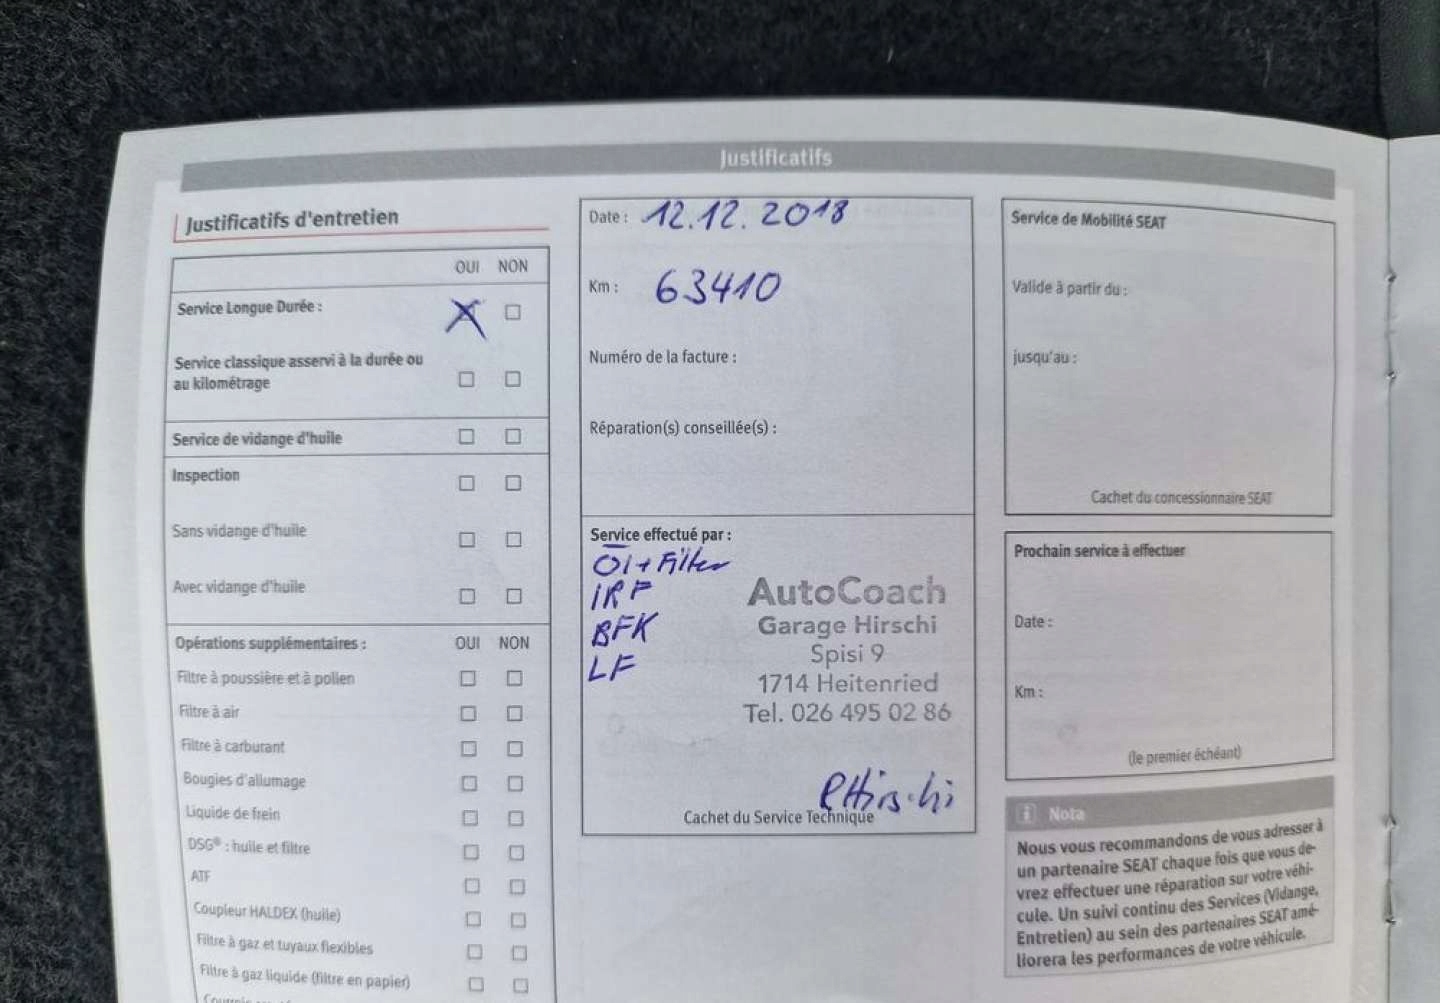 Justificatifs
Justificatifs d'entretien
OUI NON
Service Longue Durée :
Service classique asservi à la durée ou
au kilométrage
Service de vidange d'huile
Inspection
Sans vidange d'huile
Avec vidange d'huile
Opérations supplémentaires : OUI NON
Filtre à poussière et à pollen
Filtre à air
Filtre à carburant
Bougies d'allumage
Liquide de frein
DSG® : huile et filtre
ATF
Coupleur HALDEX (huile)
Filtre à gaz et tuyaux flexibles
Filtre à gaz liquide (filtre en papier)
Date : 12.12.2018
Km : 63410
Numéro de la facture :
Réparation(s) conseillée(s) :
Service effectué par :
Öl + Filter
IRF
BFK
LF
AutoCoach
Garage Hirschi
Spisi 9
1714 Heitenried
Tel. 026 495 02 86
Hirschi
Cachet du Service Technique
Service de Mobilité SEAT
Valide à partir du :
jusqu'au :
Cachet du concessionnaire SEAT
Prochain service à effectuer
Date :
Km :
(le premier échéant)
i Nota
Nous vous recommandons de vous adresser à
un partenaire SEAT chaque fois que vous de-
vrez effectuer une réparation sur votre véhi-
cule. Un suivi continu des Services (Vidange,
Entretien) au sein des partenaires SEAT amé-
liorera les performances de votre véhicule.